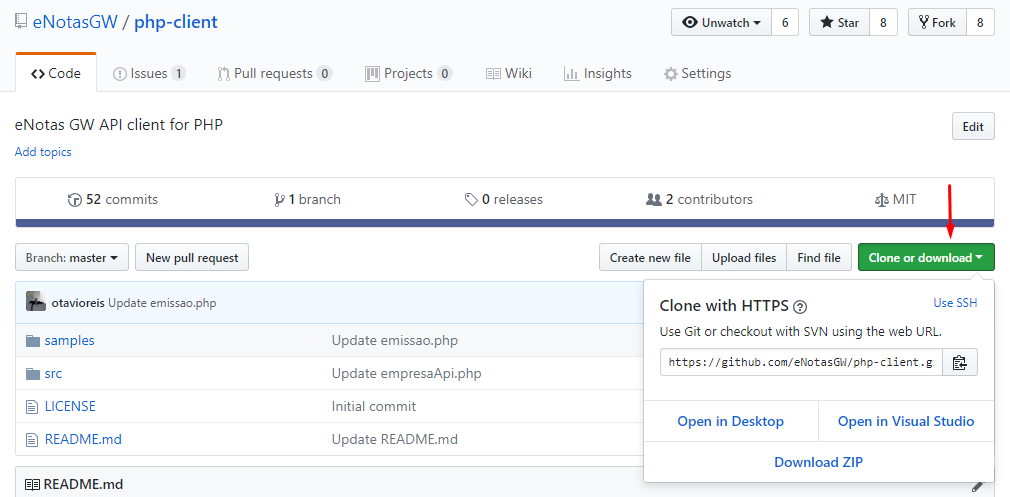 eNotasGW / php-client
Unwatch 6 Star 8 Fork 8
Code Issues 1 Pull requests 0 Projects 0 Wiki Insights Settings
eNotas GW API client for PHP Edit
Add topics
52 commits 1 branch 0 releases 2 contributors MIT
Branch: master New pull request Create new file Upload files Find file Clone or download
otavioreis Update emissao.php
Clone with HTTPS ? Use SSH
Use Git or checkout with SVN using the web URL.
samples Update emissao.php
https://github.com/eNotasGW/php-client.g
src Update empresaApi.php
LICENSE Initial commit
Open in Desktop Open in Visual Studio
README.md Update README.md
Download ZIP
README.md